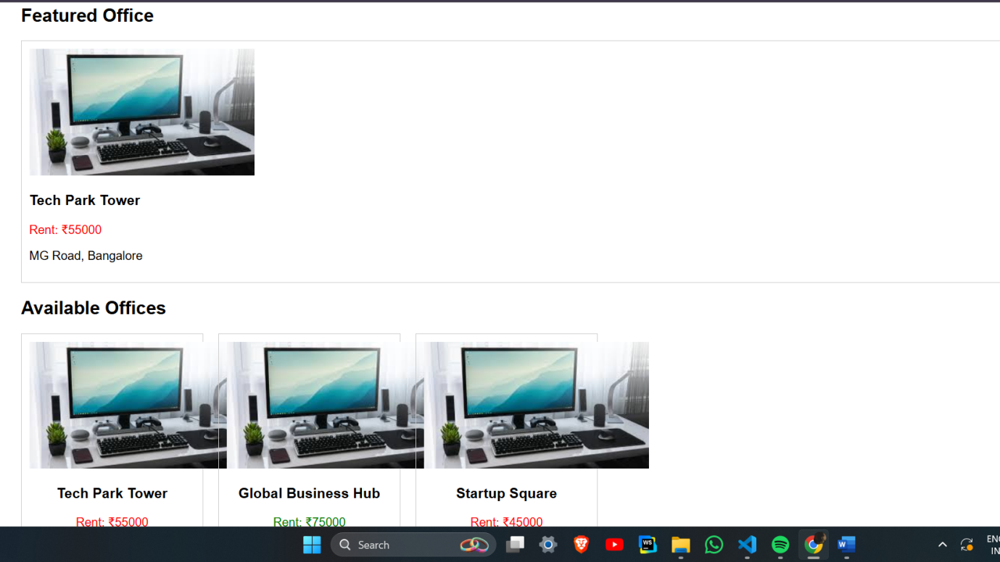 Featured Office
Tech Park Tower
Rent: ₹55000
MG Road, Bangalore
Available Offices
Tech Park Tower
Global Business Hub
Startup Square
Rent: ₹55000
Rent: ₹75000
Rent: ₹45000
Search
WS
W
ENG
IN